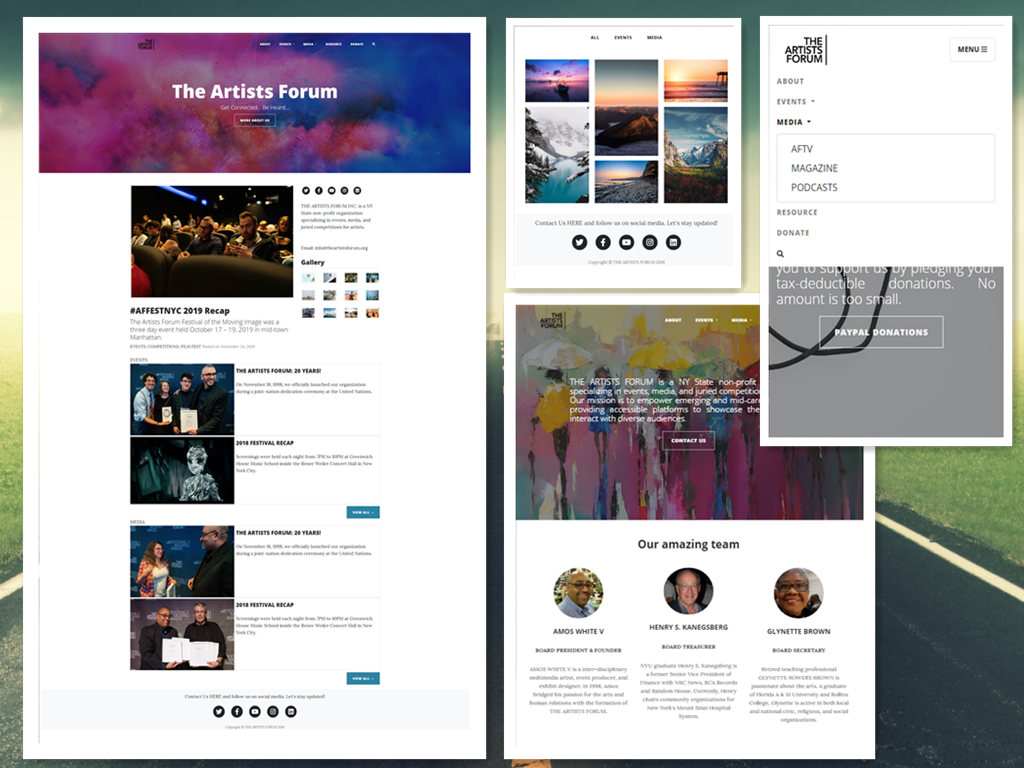 THE
ARTISTS
FORUM
ABOUT EVENTS MEDIA RESOURCE DONATE
The Artists Forum
Get Connected... Be Heard...
MORE ABOUT US
THE ARTISTS FORUM INC. is a NY
State non-profit organization
specializing in events, media, and
juried competitions for artists.
Email: info@theartistsforum.org
Gallery
#AFFESTNYC 2019 Recap
The Artists Forum Festival of the Moving Image was a
three day event held October 17 – 19, 2019 in mid-town
Manhattan.
EVENTS, COMPETITIONS, FILM FEST Posted on November 24, 2019
EVENTS
THE ARTISTS FORUM: 20 YEARS!
On November 18, 1998, we officially launched our organization
during a joint-nation dedication ceremony at the United Nations.
2018 FESTIVAL RECAP
Screenings were held each night from 7PM to 10PM at Greenwich
House Music School inside the Renee Weiler Concert Hall in New
York City.
VIEW ALL →
MEDIA
THE ARTISTS FORUM: 20 YEARS!
On November 18, 1998, we officially launched our organization
during a joint-nation dedication ceremony at the United Nations.
2018 FESTIVAL RECAP
Screenings were held each night from 7PM to 10PM at Greenwich
House Music School inside the Renee Weiler Concert Hall in New
York City.
VIEW ALL →
Contact Us HERE and follow us on social media. Let's stay updated!
Copyright © THE ARTISTS FORUM 2019
ALL EVENTS MEDIA
Contact Us HERE and follow us on social media. Let's stay updated!
Copyright © THE ARTISTS FORUM 2019
THE
ARTISTS
FORUM
ABOUT EVENTS MEDIA
THE ARTISTS FORUM is a NY State non-profit
specializing in events, media, and juried
Our mission is to empower emerging and
providing accessible platforms to showcase
interact with diverse audiences.
CONTACT US
Our amazing team
AMOS WHITE V
BOARD PRESIDENT & FOUNDER
AMOS WHITE V is a inter-disciplinary
multimedia artist, event producer, and
exhibit designer. In 1998, Amos
bridged his passion for the arts and
human relations with the formation of
THE ARTISTS FORUM.
HENRY S. KANEGSBERG
BOARD TREASURER
NYU graduate Henry S. Kanegsberg is
a former Senior Vice President of
Finance with NBC News, RCA Records
and Random House. Currently, Henry
chairs community organizations for
New York's Mount Sinai Hospital
System.
GLYNETTE BROWN
BOARD SECRETARY
Retired teaching professional
GLYNETTE BOWERS BROWN is
passionate about the arts. A graduate
of Florida A & M University and Rollins
College, Glynette is active in both local
and national civic, religious, and social
organizations.
THE
ARTISTS
FORUM
MENU
ABOUT
EVENTS
MEDIA
AFTV
MAGAZINE
PODCASTS
RESOURCE
DONATE
you to support us by pledging your
tax-deductible donations. No
amount is too small.
PAYPAL DONATIONS